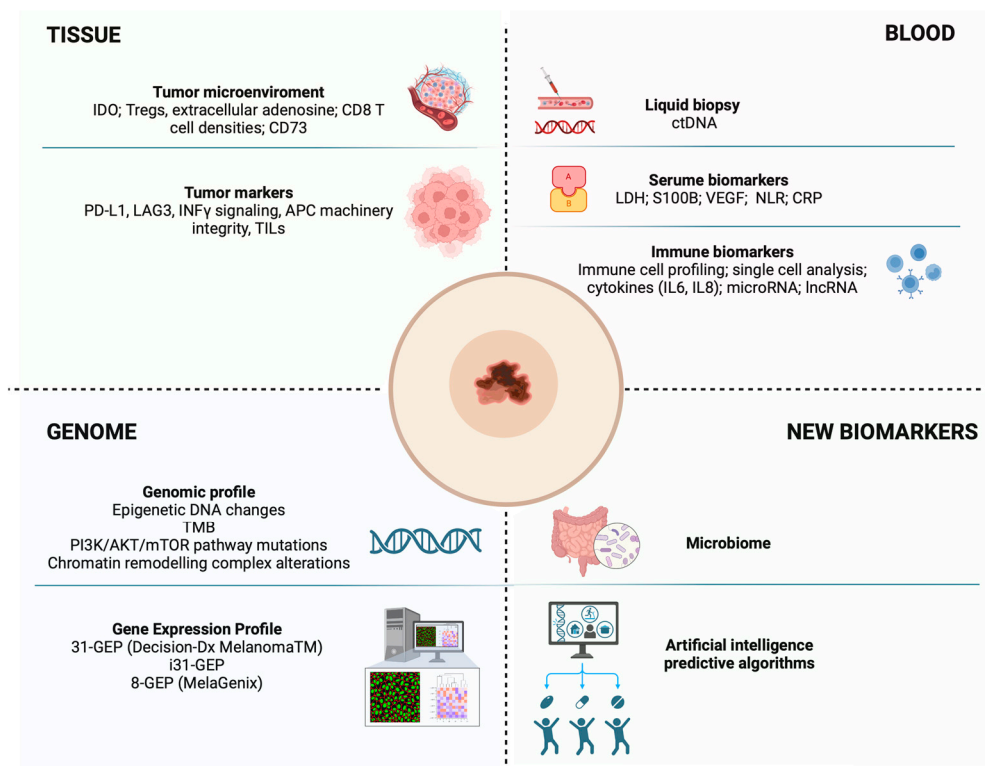 TISSUE
Tumor microenviroment
IDO; Tregs, extracellular adenosine; CD8 T
cell densities; CD73
Tumor markers
PD-L1, LAG3, INFγ signaling, APC machinery
integrity, TILs
BLOOD
Liquid biopsy
ctDNA
A
B
Serume biomarkers
LDH; S100B; VEGF;  NLR; CRP
Immune biomarkers
Immune cell profiling; single cell analysis;
cytokines (IL6, IL8); microRNA; lncRNA
GENOME
Genomic profile
Epigenetic DNA changes
TMB
PI3K/AKT/mTOR pathway mutations
Chromatin remodelling complex alterations
Gene Expression Profile
31-GEP (Decision-Dx MelanomaTM)
i31-GEP
8-GEP (MelaGenix)
NEW BIOMARKERS
Microbiome
Artificial intelligence
predictive algorithms